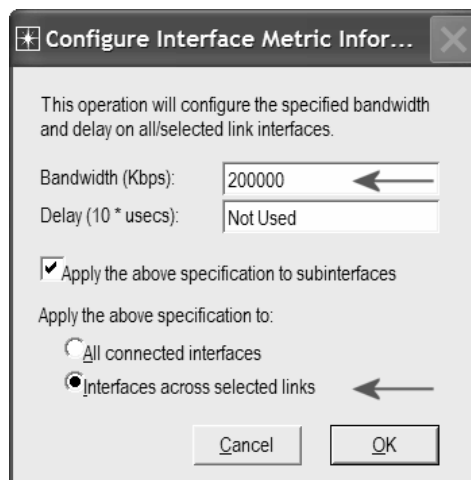 Configure Interface Metric Infor...
This operation will configure the specified bandwidth
and delay on all/selected link interfaces.
Bandwidth (Kbps): 200000
Delay (10 * usecs): Not Used
Apply the above specification to subinterfaces
Apply the above specification to:
All connected interfaces
Interfaces across selected links
Cancel OK